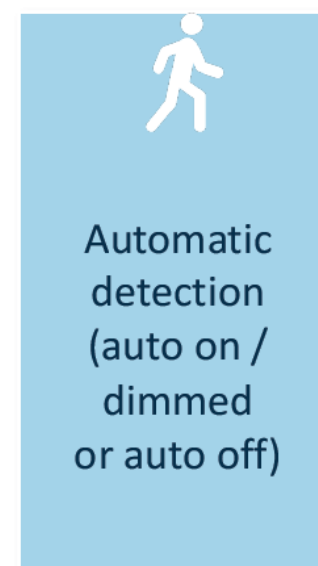 Automatic
detection
(auto on /
dimmed
or auto off)